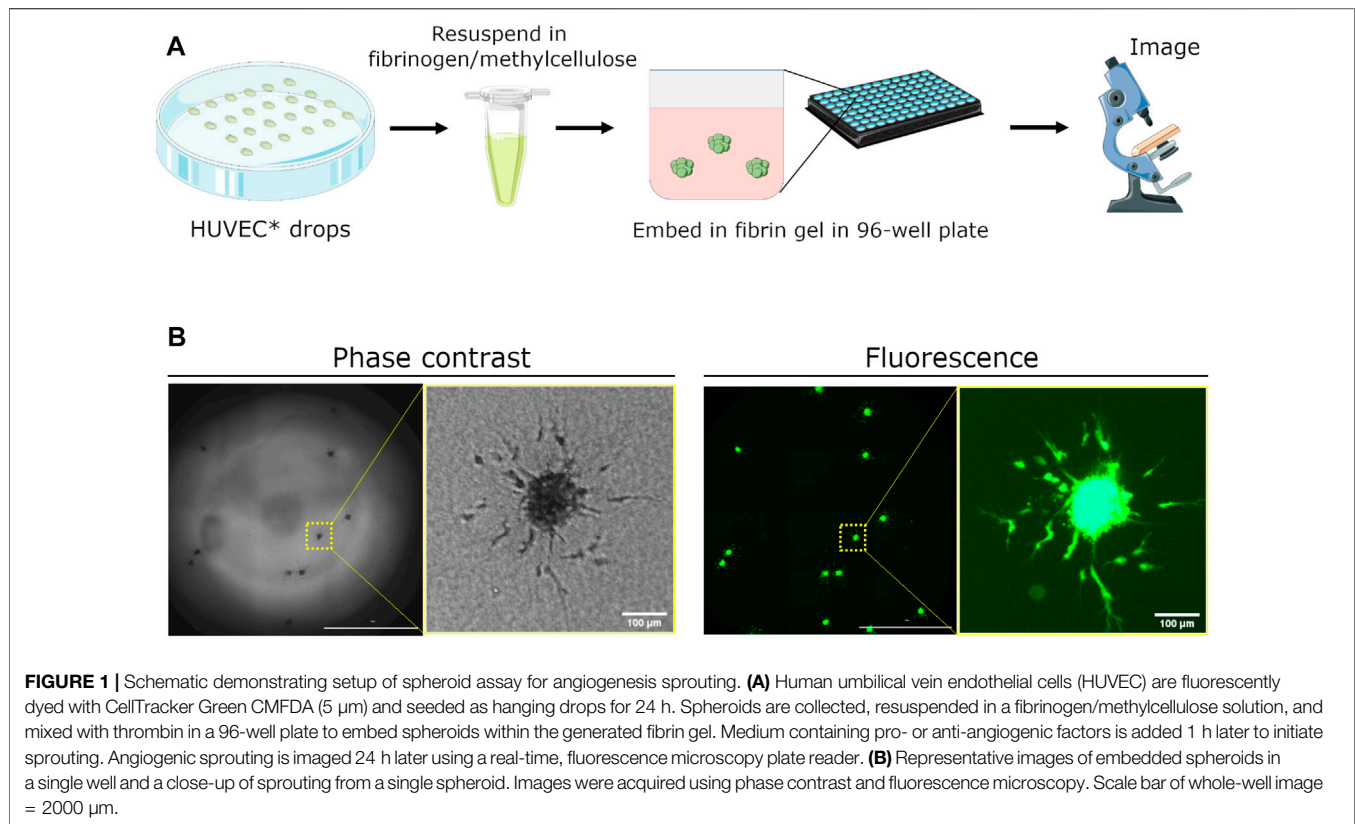 A
Resuspend in
fibrinogen/methylcellulose
Image
HUVEC* drops
Embed in fibrin gel in 96-well plate
B
Phase contrast
Fluorescence
100 µm
100 µm
FIGURE 1 | Schematic demonstrating setup of spheroid assay for angiogenesis sprouting. (A) Human umbilical vein endothelial cells (HUVEC) are fluorescently
dyed with CellTracker Green CMFDA (5 µm) and seeded as hanging drops for 24 h. Spheroids are collected, resuspended in a fibrinogen/methylcellulose solution, and
mixed with thrombin in a 96-well plate to embed spheroids within the generated fibrin gel. Medium containing pro- or anti-angiogenic factors is added 1 h later to initiate
sprouting. Angiogenic sprouting is imaged 24 h later using a real-time, fluorescence microscopy plate reader. (B) Representative images of embedded spheroids in
a single well and a close-up of sprouting from a single spheroid. Images were acquired using phase contrast and fluorescence microscopy. Scale bar of whole-well image
= 2000 µm.